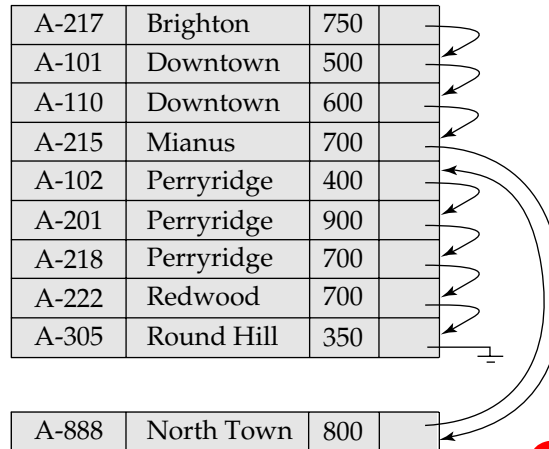 A-217 Brighton 750
A-101 Downtown 500
A-110 Downtown 600
A-215 Mianus 700
A-102 Perryridge 400
A-201 Perryridge 900
A-218 Perryridge 700
A-222 Redwood 700
A-305 Round Hill 350
A-888 North Town 800